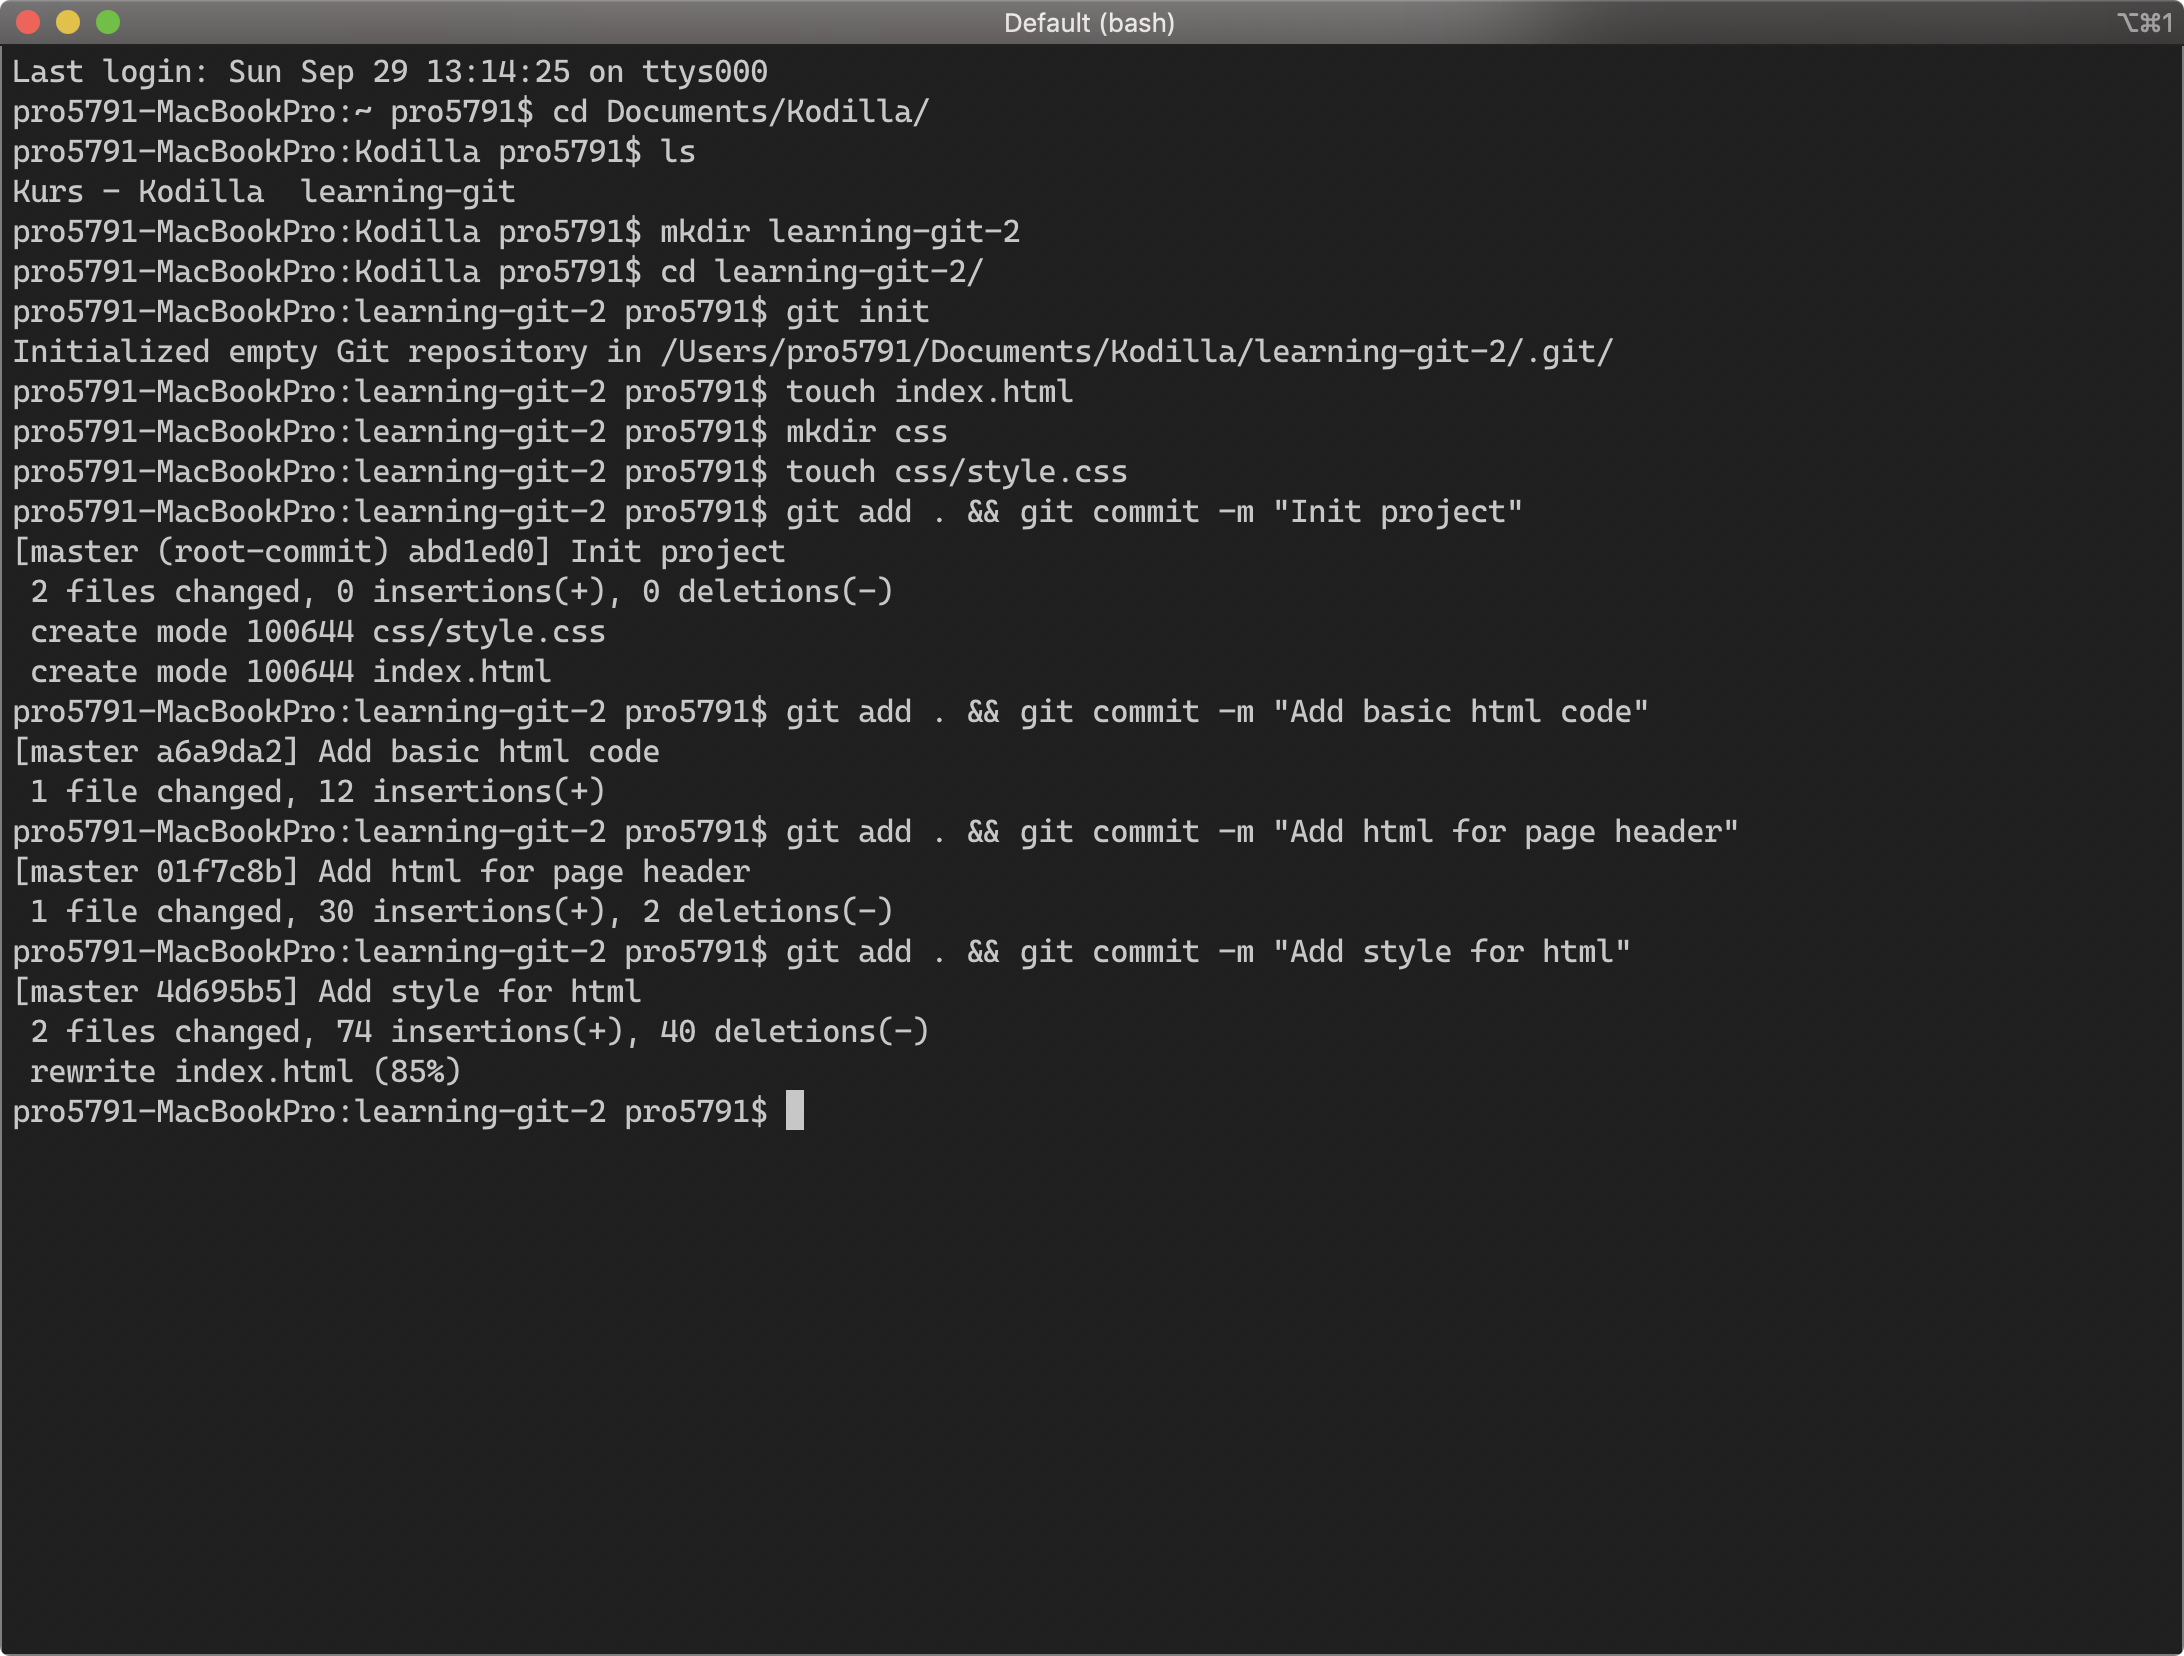 Default (bash)
⌥⌘1
Last login: Sun Sep 29 13:14:25 on ttys000
pro5791-MacBookPro:~ pro5791$ cd Documents/Kodilla/
pro5791-MacBookPro:Kodilla pro5791$ ls
Kurs - Kodilla  learning-git
pro5791-MacBookPro:Kodilla pro5791$ mkdir learning-git-2
pro5791-MacBookPro:Kodilla pro5791$ cd learning-git-2/
pro5791-MacBookPro:learning-git-2 pro5791$ git init
Initialized empty Git repository in /Users/pro5791/Documents/Kodilla/learning-git-2/.git/
pro5791-MacBookPro:learning-git-2 pro5791$ touch index.html
pro5791-MacBookPro:learning-git-2 pro5791$ mkdir css
pro5791-MacBookPro:learning-git-2 pro5791$ touch css/style.css
pro5791-MacBookPro:learning-git-2 pro5791$ git add . && git commit -m "Init project"
[master (root-commit) abd1ed0] Init project
 2 files changed, 0 insertions(+), 0 deletions(-)
 create mode 100644 css/style.css
 create mode 100644 index.html
pro5791-MacBookPro:learning-git-2 pro5791$ git add . && git commit -m "Add basic html code"
[master a6a9da2] Add basic html code
 1 file changed, 12 insertions(+)
pro5791-MacBookPro:learning-git-2 pro5791$ git add . && git commit -m "Add html for page header"
[master 01f7c8b] Add html for page header
 1 file changed, 30 insertions(+), 2 deletions(-)
pro5791-MacBookPro:learning-git-2 pro5791$ git add . && git commit -m "Add style for html"
[master 4d695b5] Add style for html
 2 files changed, 74 insertions(+), 40 deletions(-)
 rewrite index.html (85%)
pro5791-MacBookPro:learning-git-2 pro5791$